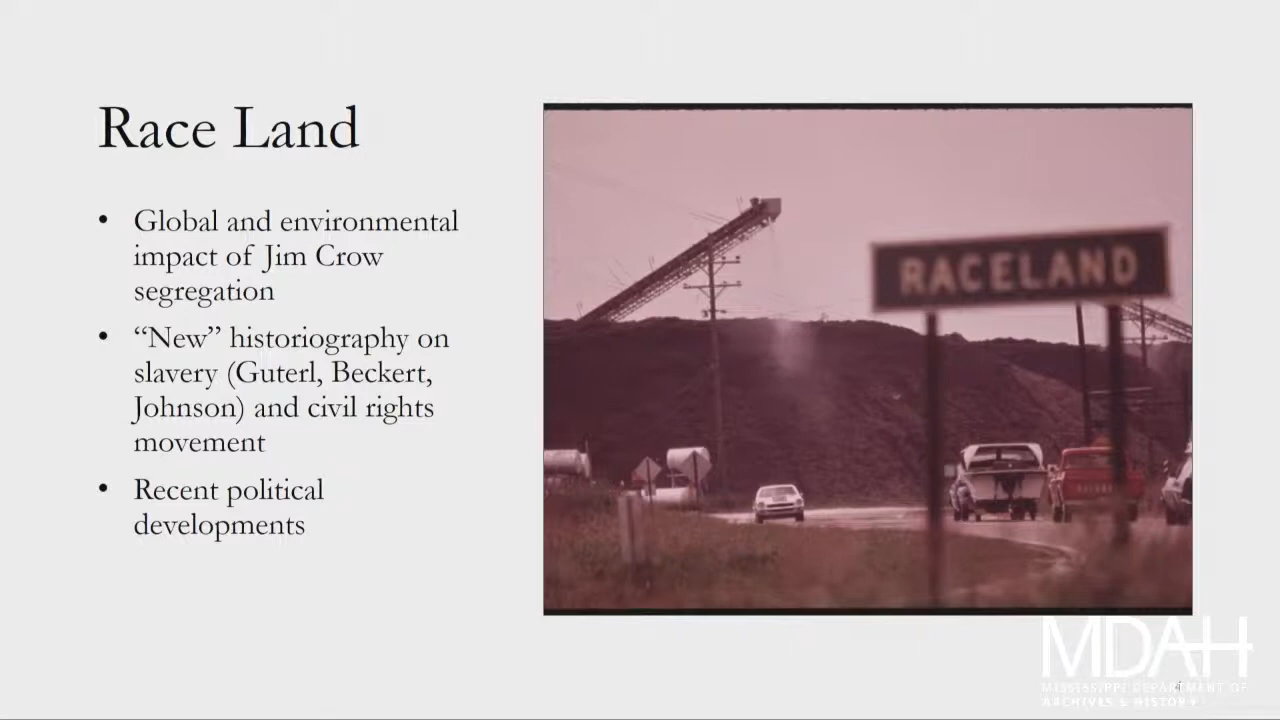 Race Land
• Global and environmental
impact of Jim Crow
segregation
• “New” historiography on
slavery (Guterl, Beckert,
Johnson) and civil rights
movement
• Recent political
developments
RACELAND
MDAH
MISSISSIPPI DEPARTMENT OF
ARCHIVES & HISTORY